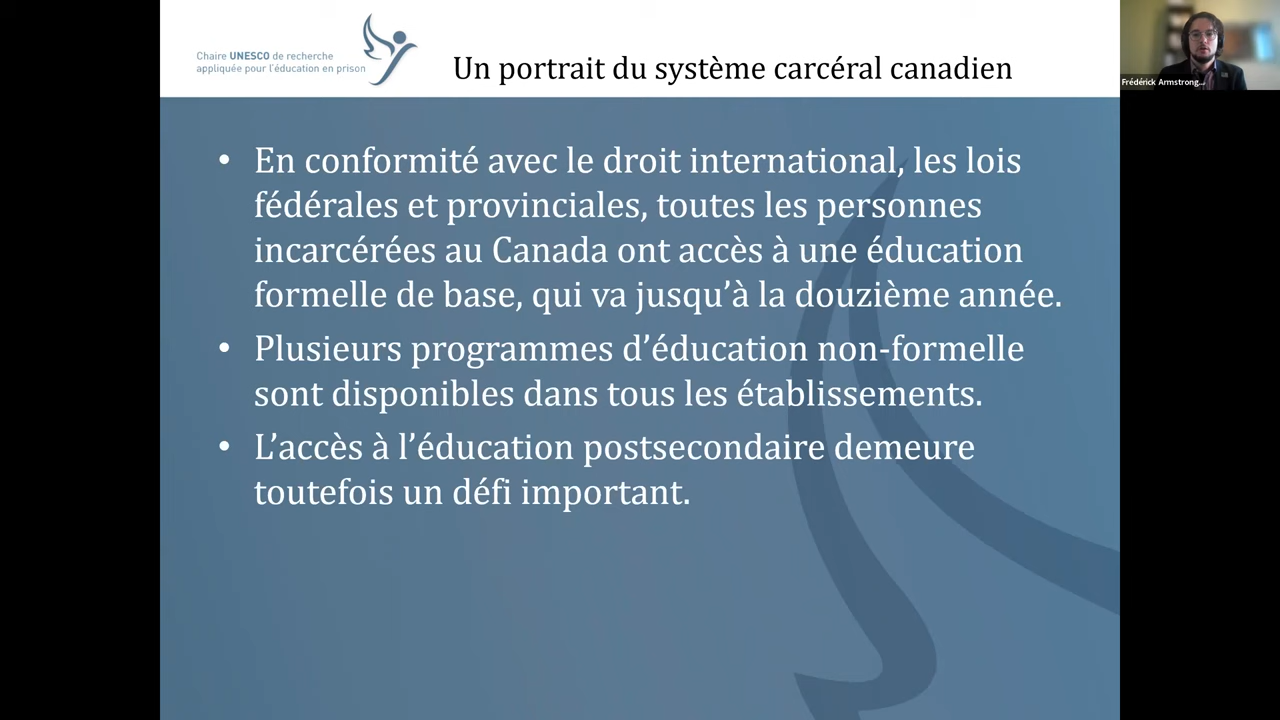 Chaire UNESCO de recherche
appliquée pour l'éducation en prison
Un portrait du système carcéral canadien
Frédérick Armstrong...
• En conformité avec le droit international, les lois
fédérales et provinciales, toutes les personnes
incarcérées au Canada ont accès à une éducation
formelle de base, qui va jusqu'à la douzième année.
• Plusieurs programmes d'éducation non-formelle
sont disponibles dans tous les établissements.
• L'accès à l'éducation postsecondaire demeure
toutefois un défi important.